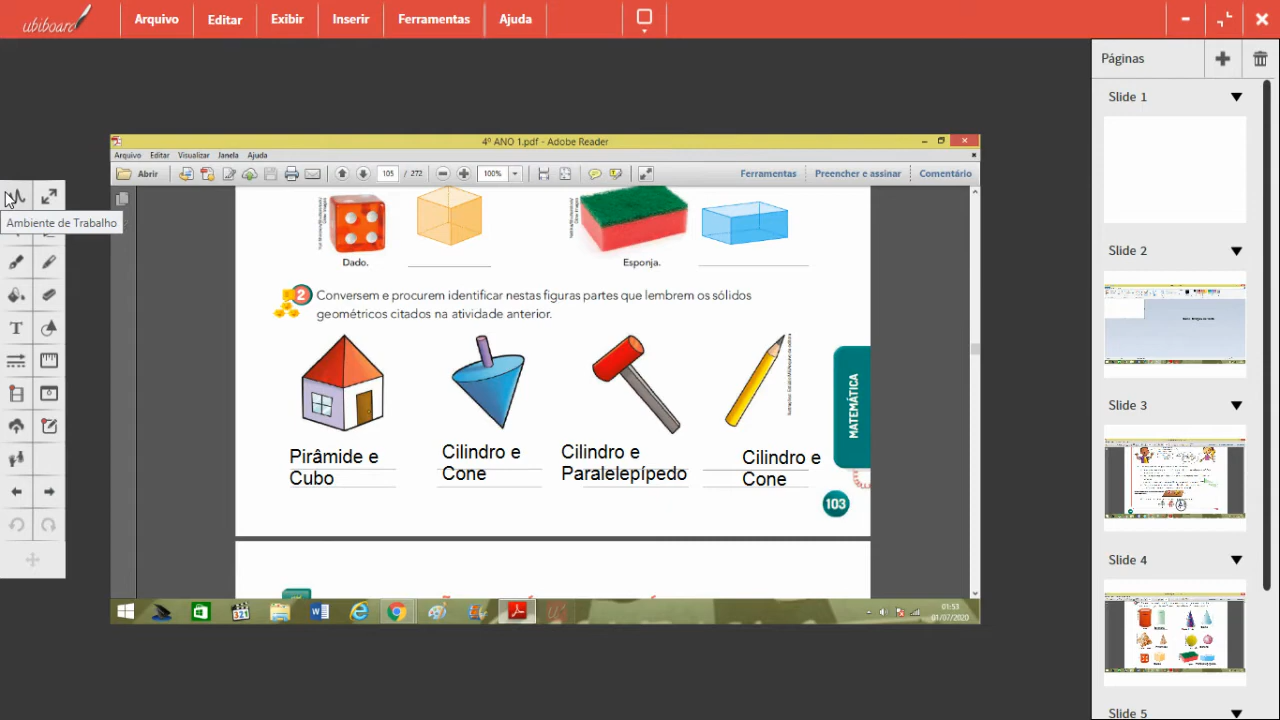 ubiboard
Arquivo
Editar
Exibir
Inserir
Ferramentas
Ajuda
Páginas
Slide 1
Slide 2
Slide 3
Slide 4
Slide 5
Ambiente de Trabalho
4º ANO 1.pdf - Adobe Reader
Arquivo Editar Visualizar Janela Ajuda
Abrir
105 / 272
100%
Ferramentas
Preencher e assinar
Comentário
Dado.
Esponja.
2 Conversem e procurem identificar nestas figuras partes que lembrem os sólidos
geométricos citados na atividade anterior.
MATEMÁTICA
Pirâmide e
Cubo
Cilindro e
Cone
Cilindro e
Paralelepípedo
Cilindro e
Cone
103
01:53
01/07/2020